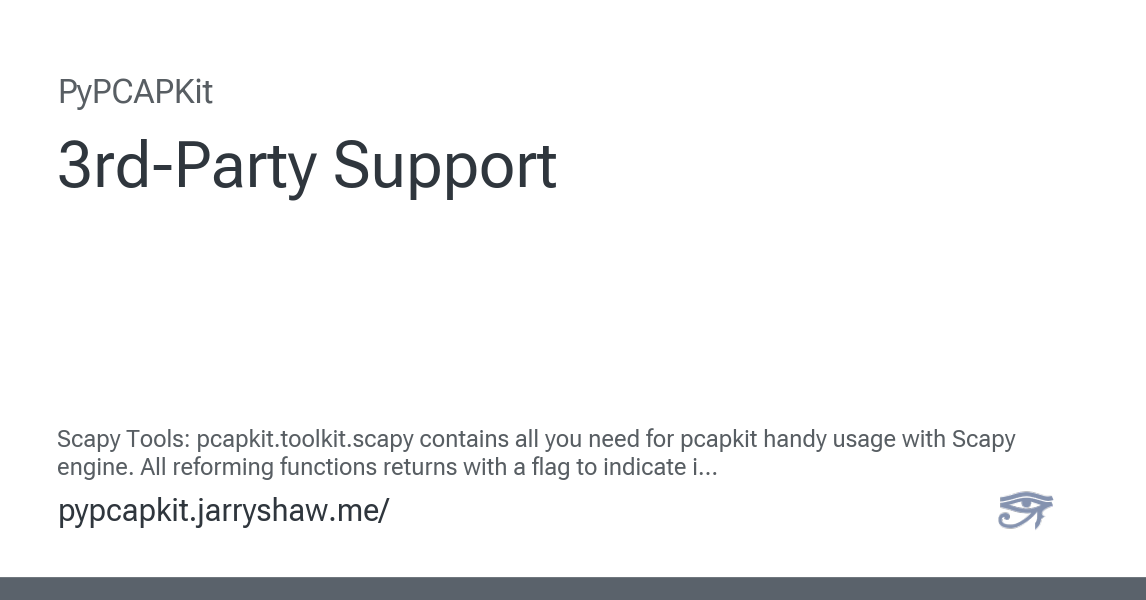 PyPCAPKit
3rd-Party Support
Scapy Tools: pcapkit.toolkit.scapy contains all you need for pcapkit handy usage with Scapy
engine. All reforming functions returns with a flag to indicate i...
pypcapkit.jarryshaw.me/